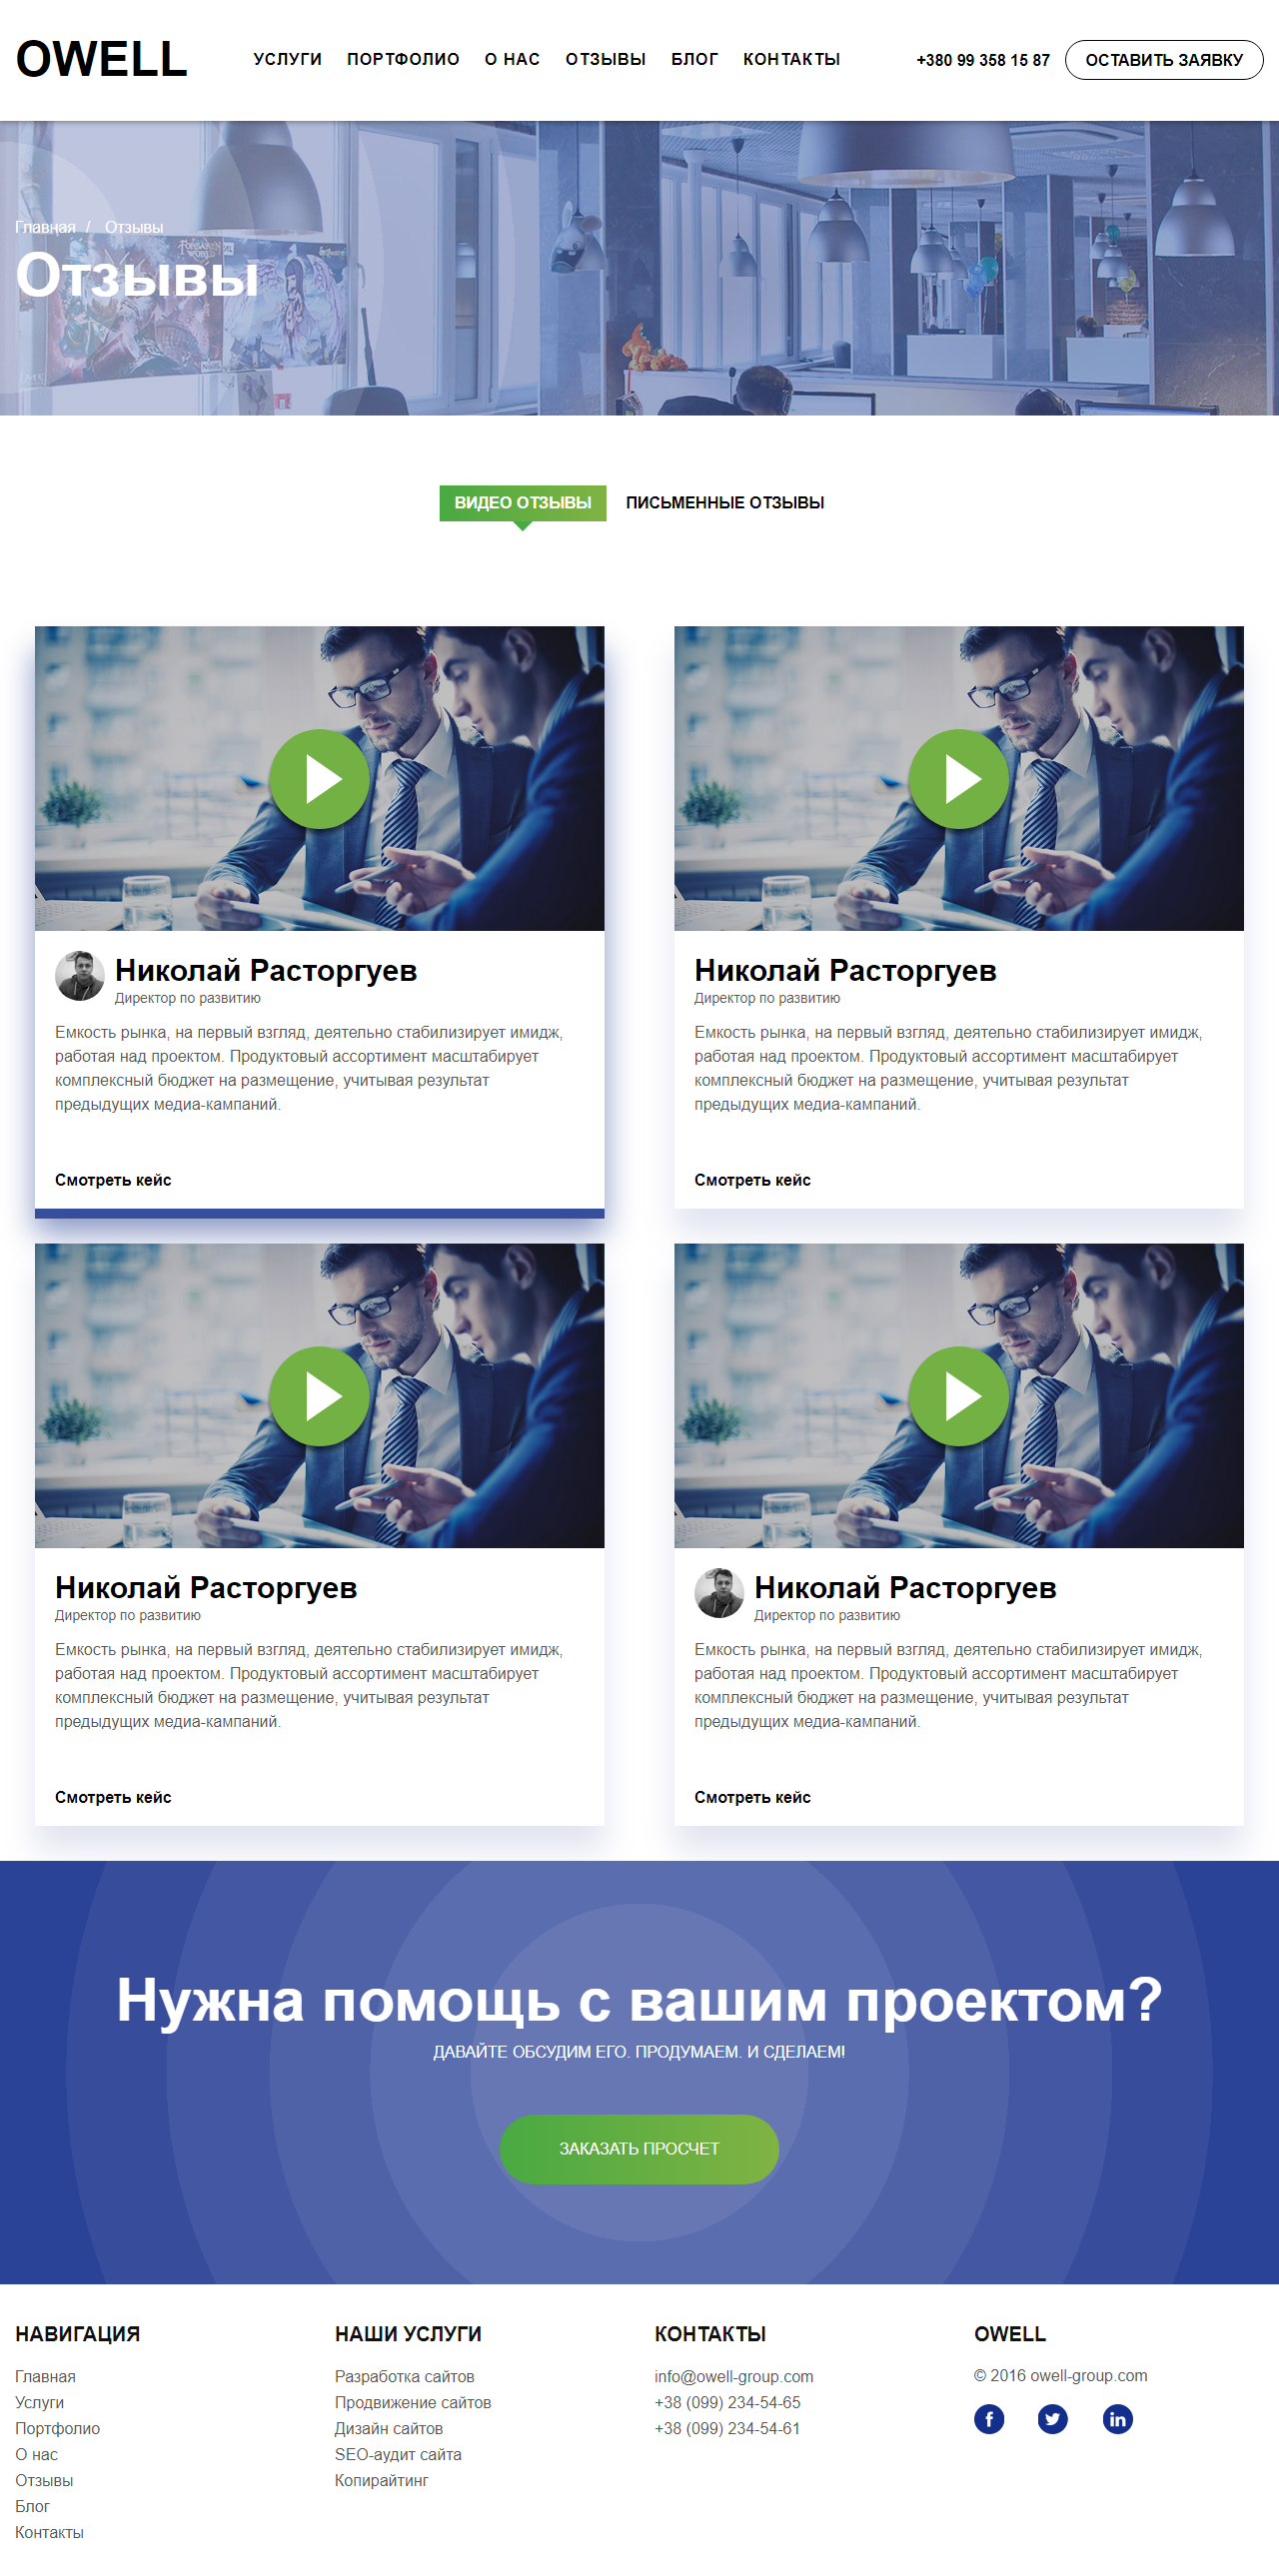 OWELL
УСЛУГИ ПОРТФОЛИО О НАС ОТЗЫВЫ БЛОГ КОНТАКТЫ
+380 99 358 15 87
ОСТАВИТЬ ЗАЯВКУ
Главная / Отзывы
Отзывы
ВИДЕО ОТЗЫВЫ
ПИСЬМЕННЫЕ ОТЗЫВЫ
Николай Расторгуев
Директор по развитию
Емкость рынка, на первый взгляд, деятельно стабилизирует имидж,
работая над проектом. Продуктовый ассортимент масштабирует
комплексный бюджет на размещение, учитывая результат
предыдущих медиа-кампаний.
Смотреть кейс
Николай Расторгуев
Директор по развитию
Емкость рынка, на первый взгляд, деятельно стабилизирует имидж,
работая над проектом. Продуктовый ассортимент масштабирует
комплексный бюджет на размещение, учитывая результат
предыдущих медиа-кампаний.
Смотреть кейс
Николай Расторгуев
Директор по развитию
Емкость рынка, на первый взгляд, деятельно стабилизирует имидж,
работая над проектом. Продуктовый ассортимент масштабирует
комплексный бюджет на размещение, учитывая результат
предыдущих медиа-кампаний.
Смотреть кейс
Николай Расторгуев
Директор по развитию
Емкость рынка, на первый взгляд, деятельно стабилизирует имидж,
работая над проектом. Продуктовый ассортимент масштабирует
комплексный бюджет на размещение, учитывая результат
предыдущих медиа-кампаний.
Смотреть кейс
Нужна помощь с вашим проектом?
ДАВАЙТЕ ОБСУДИМ ЕГО. ПРОДУМАЕМ. И СДЕЛАЕМ!
ЗАКАЗАТЬ ПРОСЧЕТ
НАВИГАЦИЯ
Главная
Услуги
Портфолио
О нас
Отзывы
Блог
Контакты
НАШИ УСЛУГИ
Разработка сайтов
Продвижение сайтов
Дизайн сайтов
SEO-аудит сайта
Копирайтинг
КОНТАКТЫ
info@owell-group.com
+38 (099) 234-54-65
+38 (099) 234-54-61
OWELL
© 2016 owell-group.com